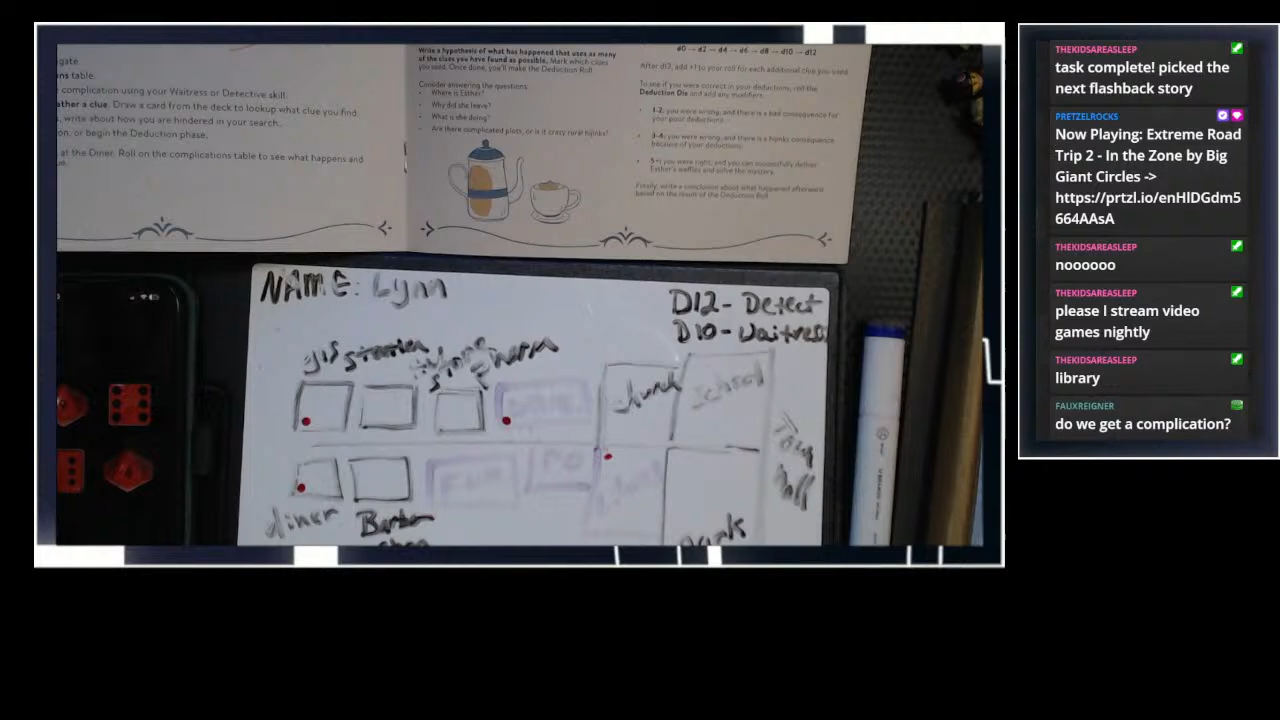 gate.
ns table.
complication using your Waitress or Detective skill.
ather a clue. Draw a card from the deck to lookup what clue you find.
, write about how you are hindered in your search.
on, or begin the Deduction phase.
at the Diner. Roll on the complications table to see what happens and
ue.
Write a hypothesis of what has happened that uses as many
of the clues you have found as possible. Mark which clues
you used. Once done, you'll make the Deduction Roll.
Consider answering the questions:
Where is Esther?
Why did she leave?
What is she doing?
Are there complicated plots, or is it crazy rural hijinks?
d0 → d2 → d4 → d6 → d8 → d10 → d12
After d12, add +1 to your roll for each additional clue you used.
To see if you were correct in your deductions, roll the
Deduction Die and add any modifiers.
1-2: you were wrong, and there is a bad consequence for
your poor deductions.
3-4: you were wrong, and there is a consequence
because of your deductions.
5+: you were right, and you can successfully deliver
Esther's waffles and solve the mystery.
Finally, write a conclusion about what happened afterward
based on the result of the Deduction Roll.
NAME: Lynn
D12- Detect
D10- Waitress
station
church
school
Town
hall
diner
Barber
shop
PO
park
THEKIDSAREASLEEP
task complete! picked the
next flashback story
PRETZELROCKS
Now Playing: Extreme Road
Trip 2 - In the Zone by Big
Giant Circles ->
https://prtzl.io/enHIDGdm5
664AAsA
THEKIDSAREASLEEP
noooooo
THEKIDSAREASLEEP
please I stream video
games nightly
THEKIDSAREASLEEP
library
FAUXREIGNER
do we get a complication?